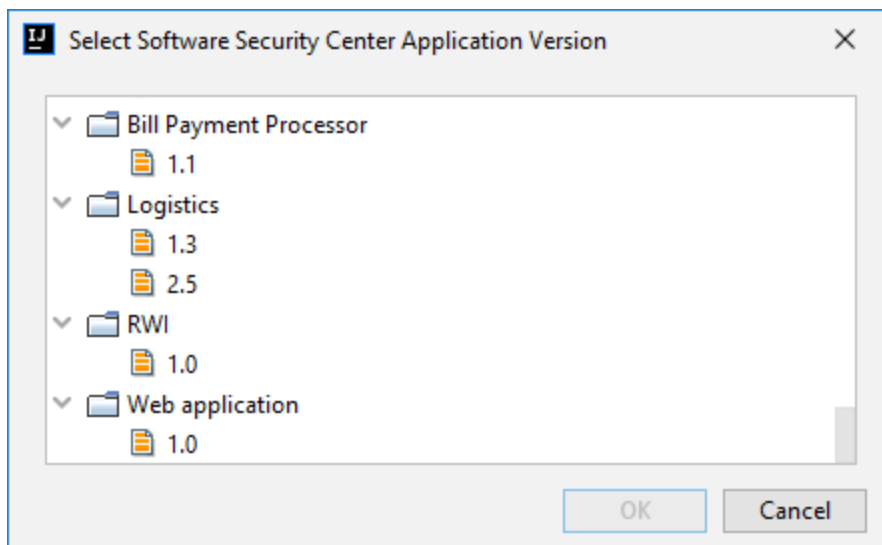 IJ Select Software Security Center Application Version
Bill Payment Processor
1.1
Logistics
1.3
2.5
RWI
1.0
Web application
1.0
OK Cancel